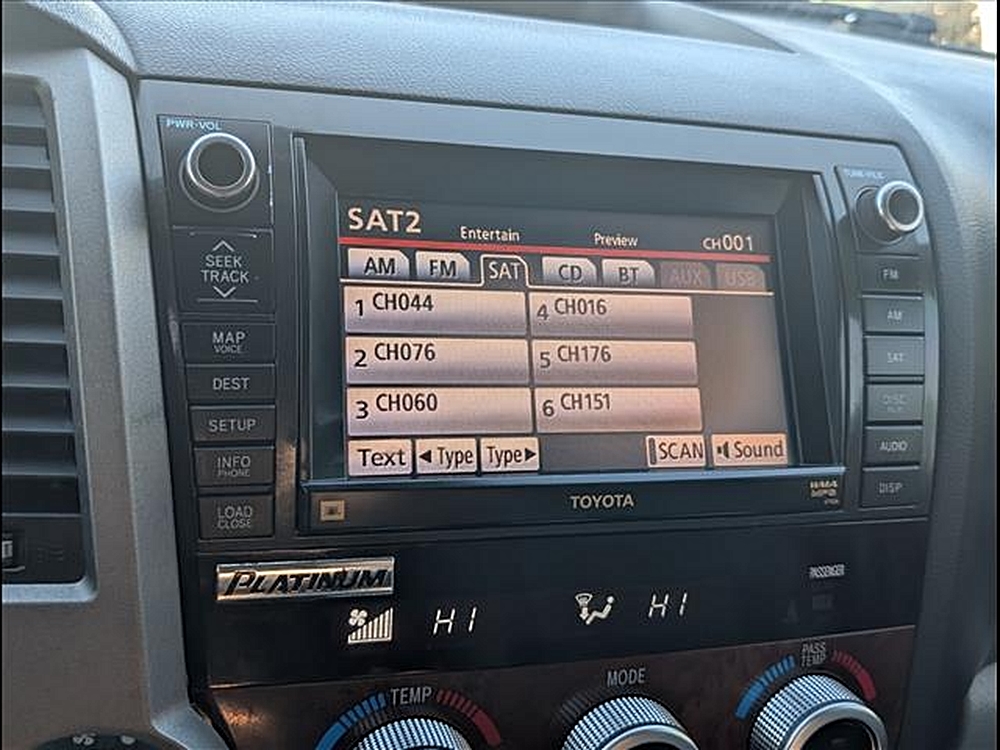 PWR·VOL
SEEK
TRACK
MAP
VOICE
DEST
SETUP
INFO
PHONE
LOAD
CLOSE
SAT2 Entertain Preview CH001
AM FM SAT CD BT AUX USB
1 CH044 4 CH016
2 CH076 5 CH176
3 CH060 6 CH151
Text ◄Type Type► SCAN Sound
TUNE·FILE
FM
AM
SAT
DISC
AUDIO
DISP
TOYOTA
PLATINUM
PASSENGER
HI HI
TEMP MODE PASS
TEMP